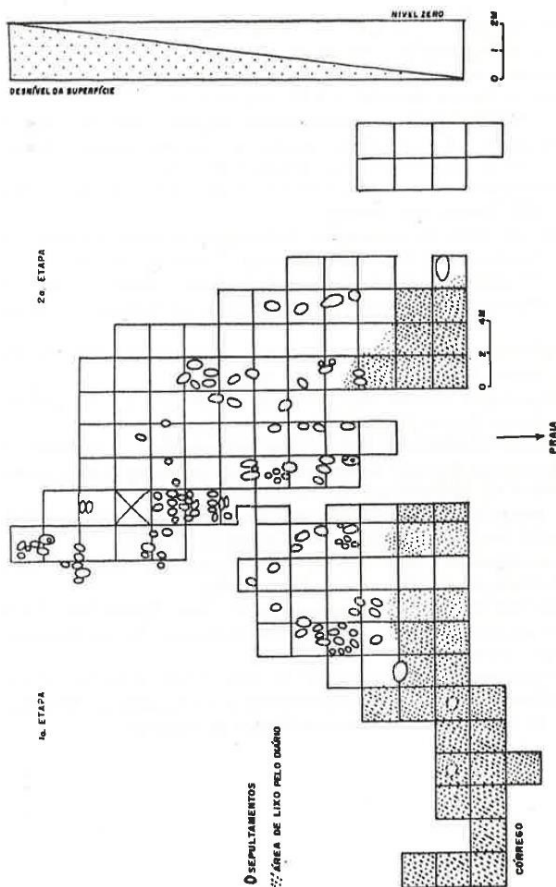 NIVEL ZERO
2M
1
0
DESNÍVEL DA SUPERFÍCIE
2a. ETAPA
4M
2
0
PRAIA
1a. ETAPA
SEPULTAMENTOS
ÁREA DE LIXO PELO DIÁRIO
CÓRREGO